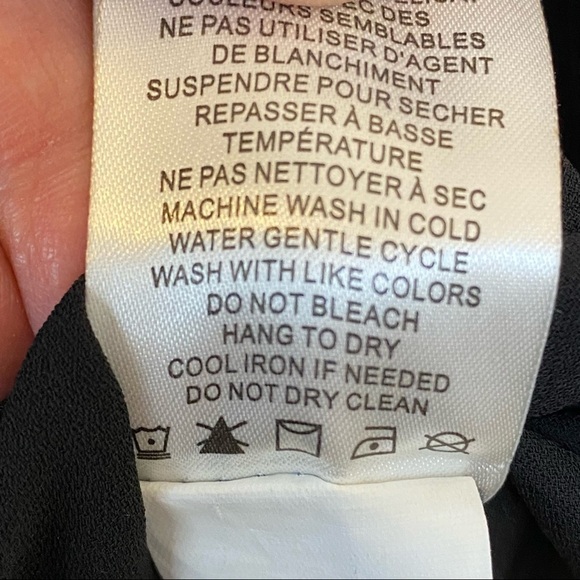 COULEURS SEMBLABLES
NE PAS UTILISER D'AGENT
DE BLANCHIMENT
SUSPENDRE POUR SECHER
REPASSER À BASSE
TEMPÉRATURE
NE PAS NETTOYER À SEC
MACHINE WASH IN COLD
WATER GENTLE CYCLE
WASH WITH LIKE COLORS
DO NOT BLEACH
HANG TO DRY
COOL IRON IF NEEDED
DO NOT DRY CLEAN